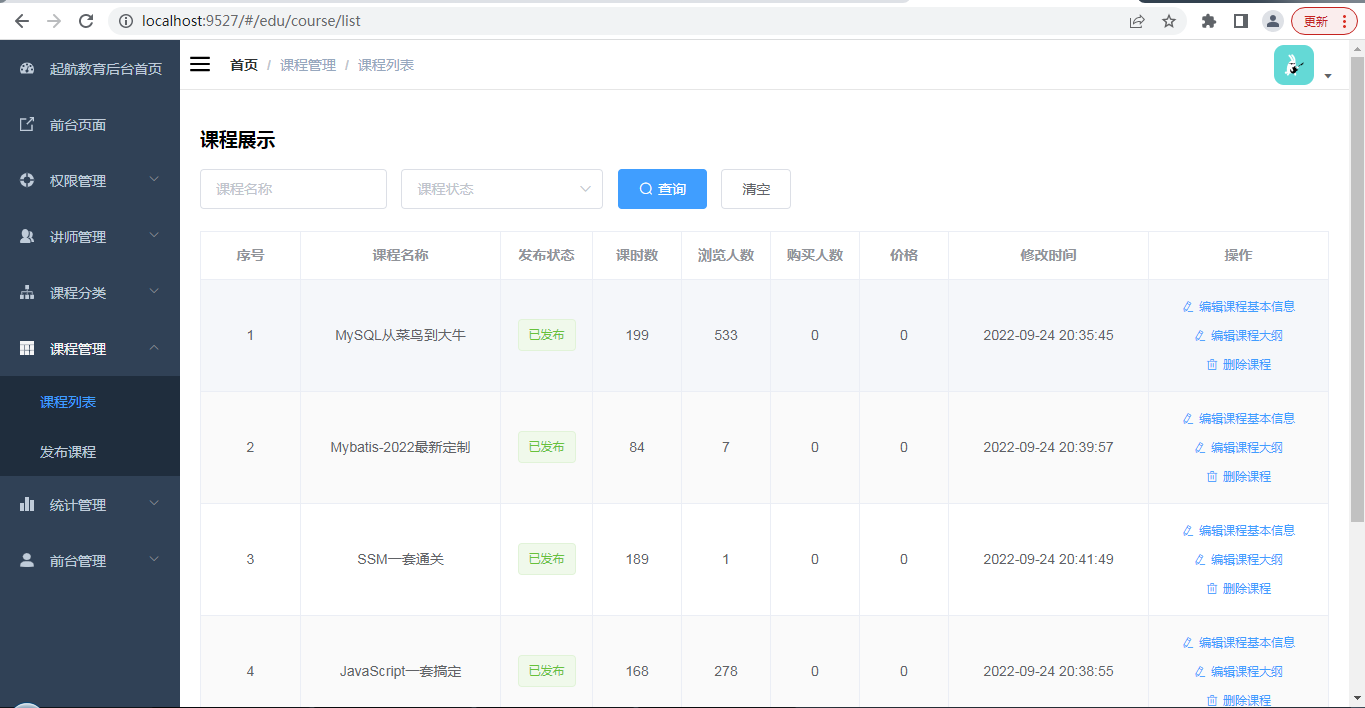 localhost:9527/#/edu/course/list
更新
起航教育后台首页
前台页面
权限管理
讲师管理
课程分类
课程管理
课程列表
发布课程
统计管理
前台管理
首页 / 课程管理 / 课程列表
课程展示
课程名称 课程状态 查询 清空
序号 课程名称 发布状态 课时数 浏览人数 购买人数 价格 修改时间 操作
1 MySQL从菜鸟到大牛 已发布 199 533 0 0 2022-09-24 20:35:45
编辑课程基本信息
编辑课程大纲
删除课程
2 Mybatis-2022最新定制 已发布 84 7 0 0 2022-09-24 20:39:57
编辑课程基本信息
编辑课程大纲
删除课程
3 SSM一套通关 已发布 189 1 0 0 2022-09-24 20:41:49
编辑课程基本信息
编辑课程大纲
删除课程
4 JavaScript一套搞定 已发布 168 278 0 0 2022-09-24 20:38:55
编辑课程基本信息
编辑课程大纲
删除课程